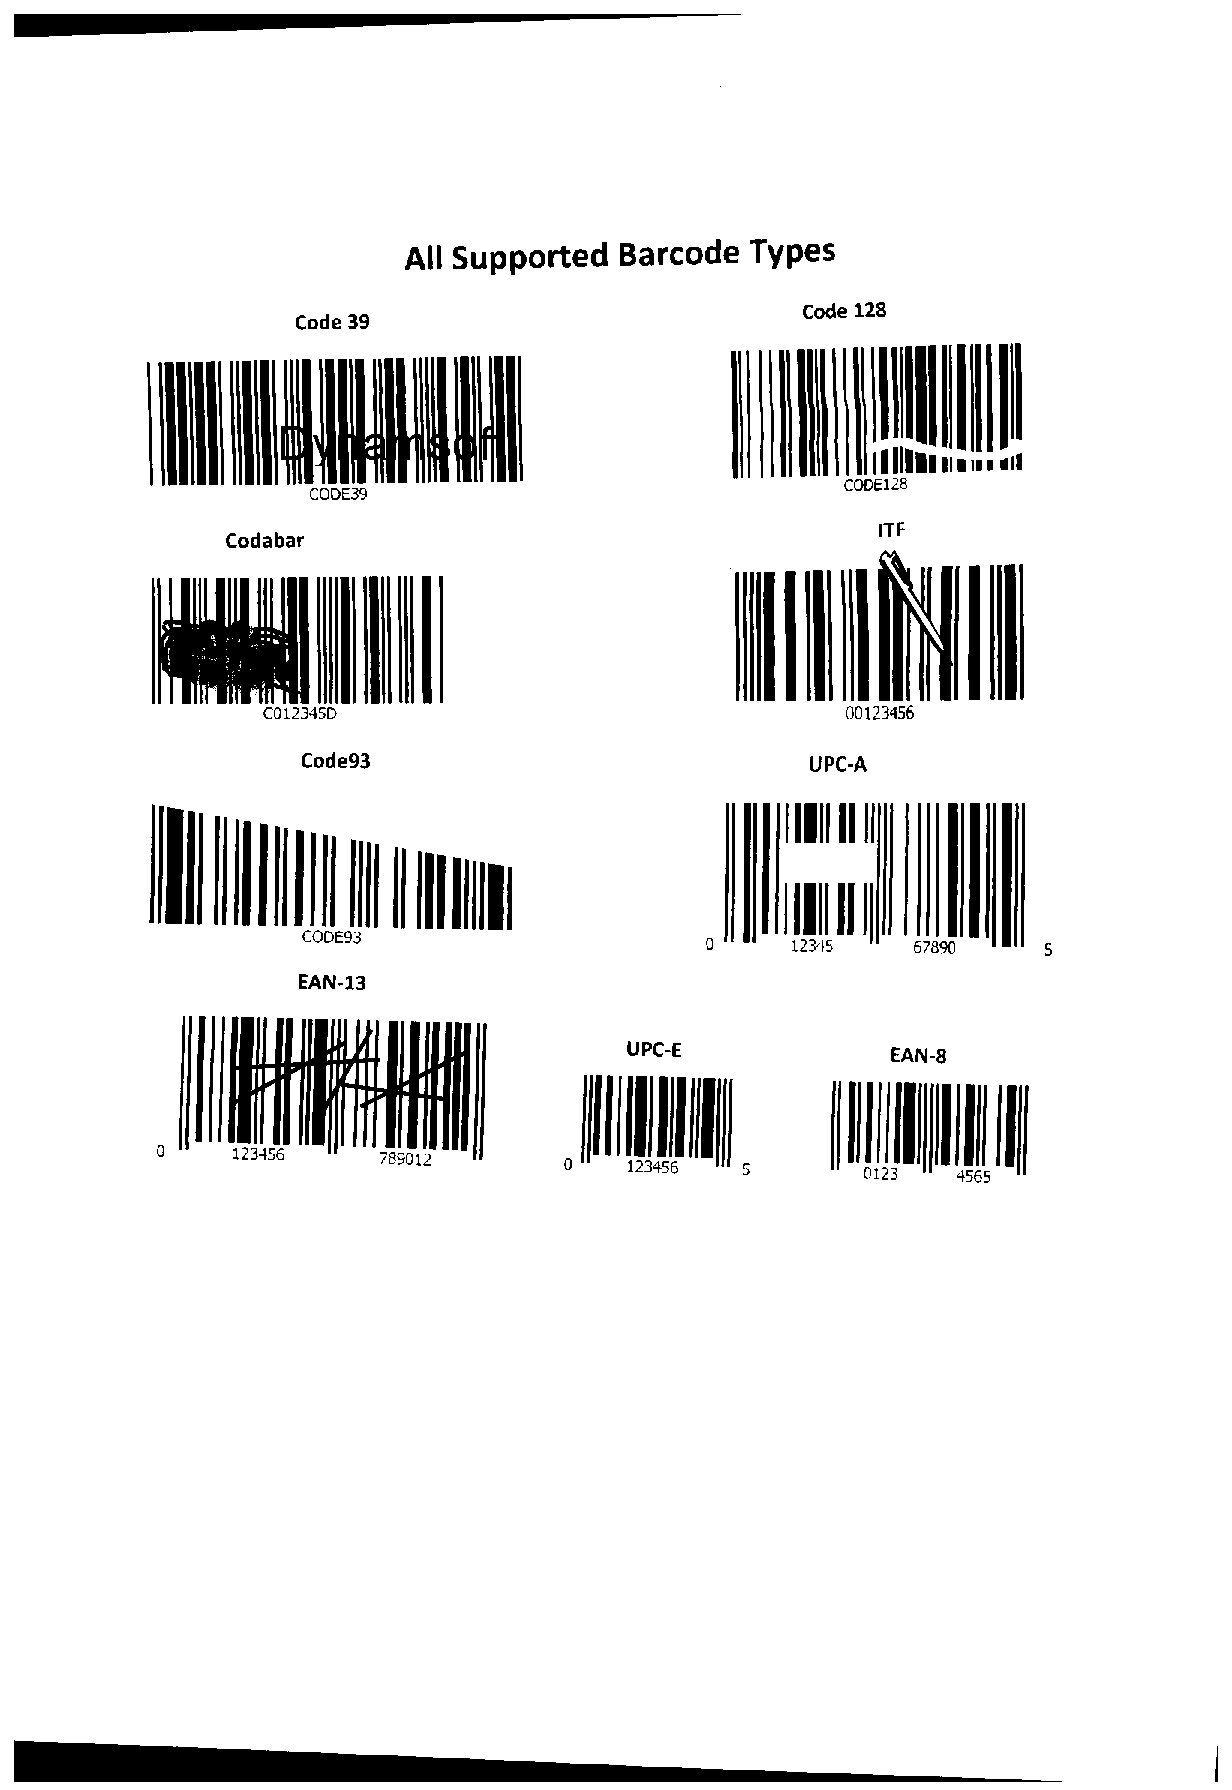 All Supported Barcode Types
Code 39
Code 128
Dynamsof
CODE39
CODE128
Codabar
ITF
C012345D
00123456
Code93
UPC-A
CODE93
0 12345 67890 5
EAN-13
UPC-E
EAN-8
0 123456 789012
0 123456 5
0123 4565